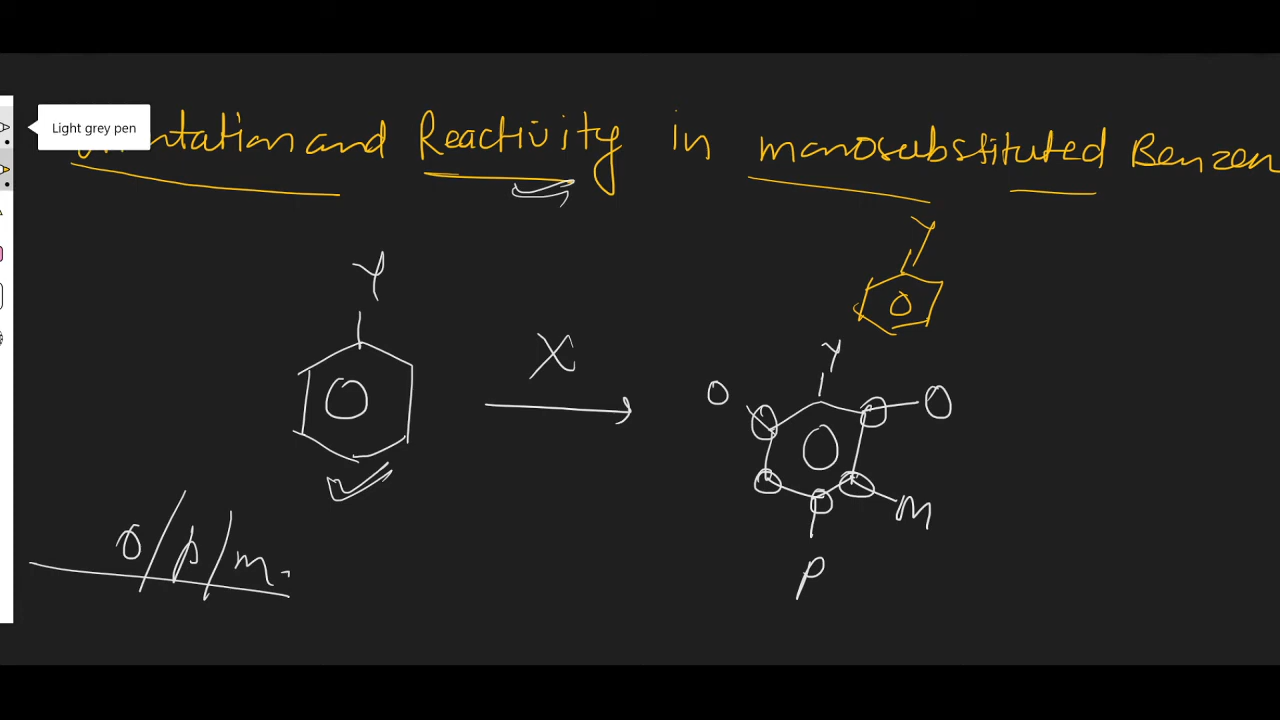 Light grey pen
ntation and Reactivity in monosubstituted Benzen
Y
Y
X
Y
O
O
M
P
o/p/m.